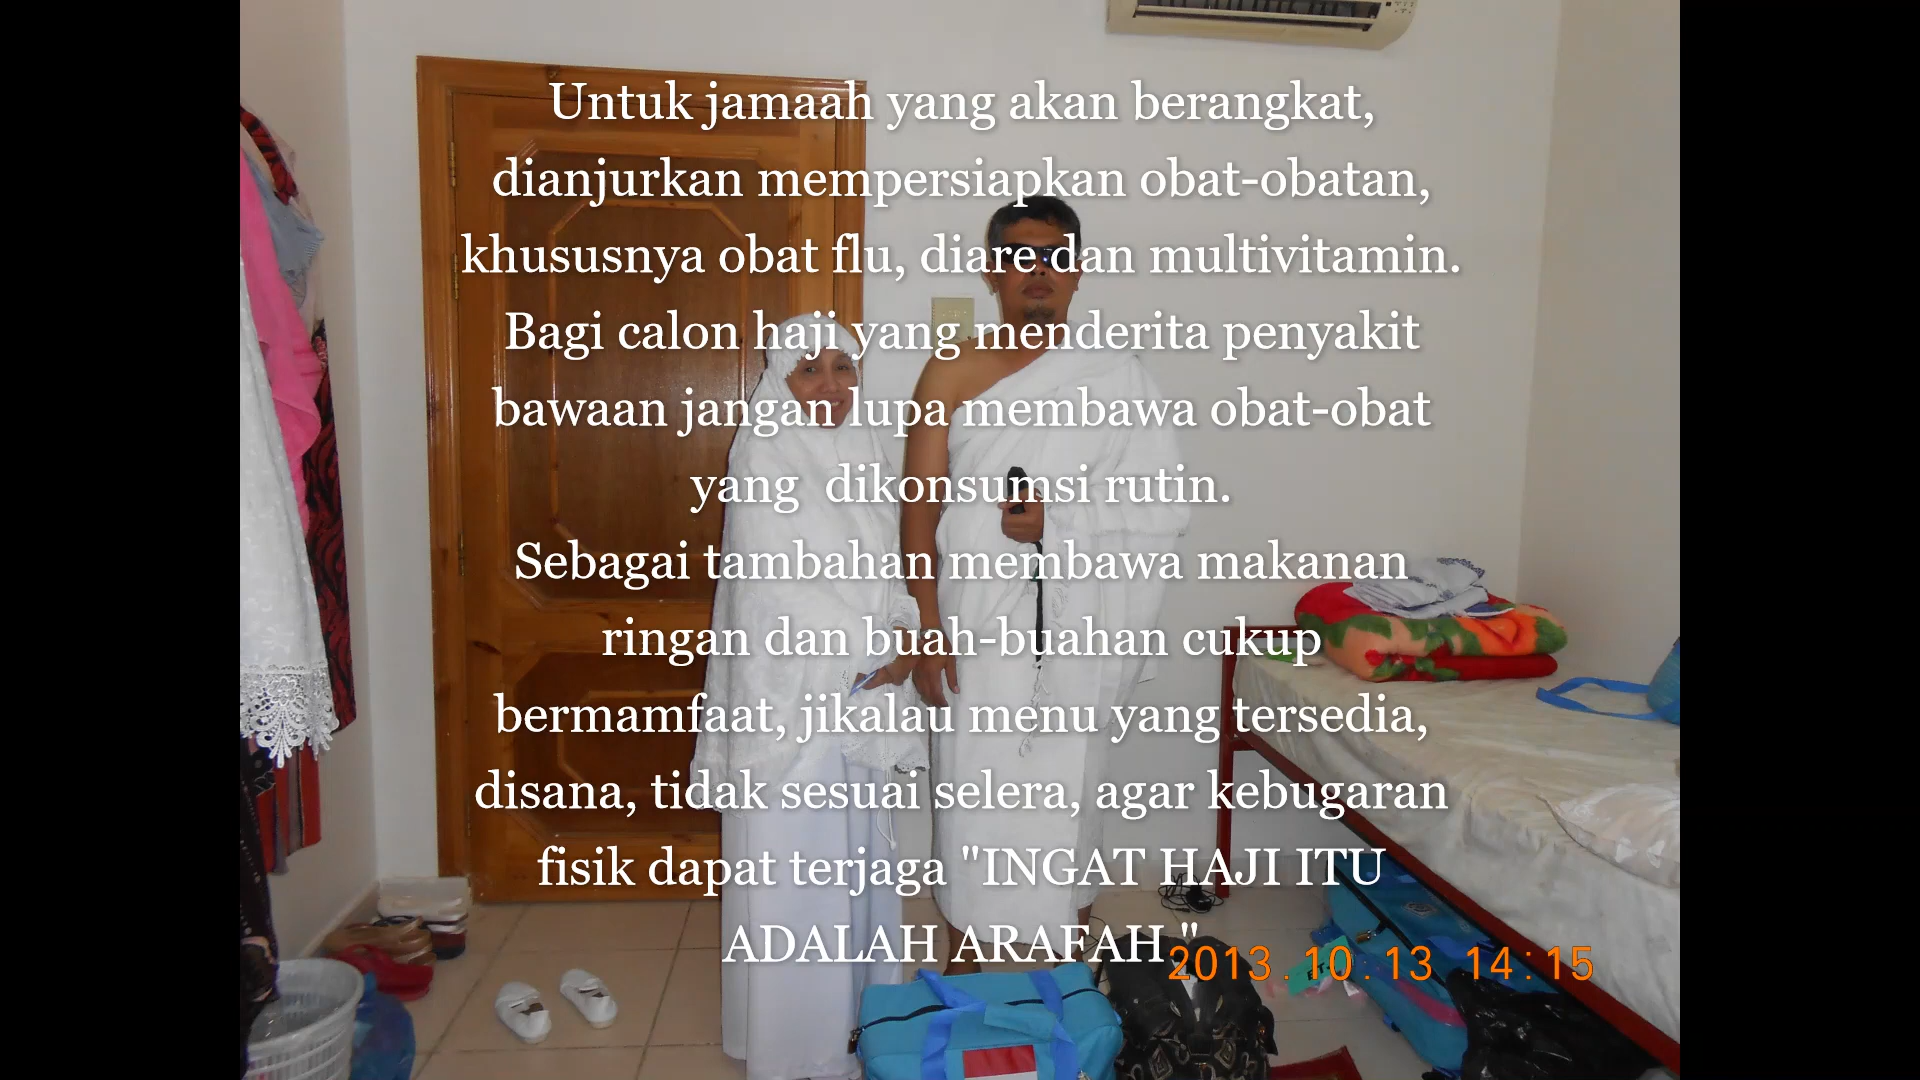 Untuk jamaah yang akan berangkat,
dianjurkan mempersiapkan obat-obatan,
khususnya obat flu, diare dan multivitamin.
Bagi calon haji yang menderita penyakit
bawaan jangan lupa membawa obat-obat
yang  dikonsumsi rutin.
Sebagai tambahan membawa makanan
ringan dan buah-buahan cukup
bermamfaat, jikalau menu yang tersedia,
disana, tidak sesuai selera, agar kebugaran
fisik dapat terjaga "INGAT HAJI ITU
ADALAH ARAFAH,"
2013.10.13 14:15